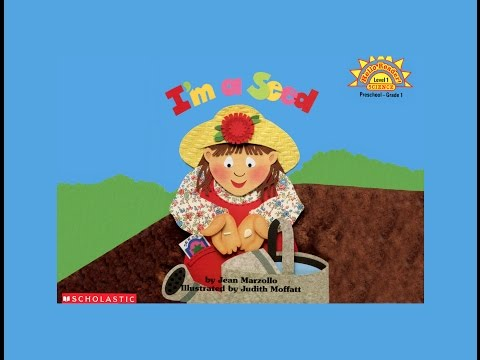 I'm a Seed
Hello Reader!
Level 1
SCIENCE
Preschool - Grade 1
by Jean Marzollo
Illustrated by Judith Moffatt
SCHOLASTIC